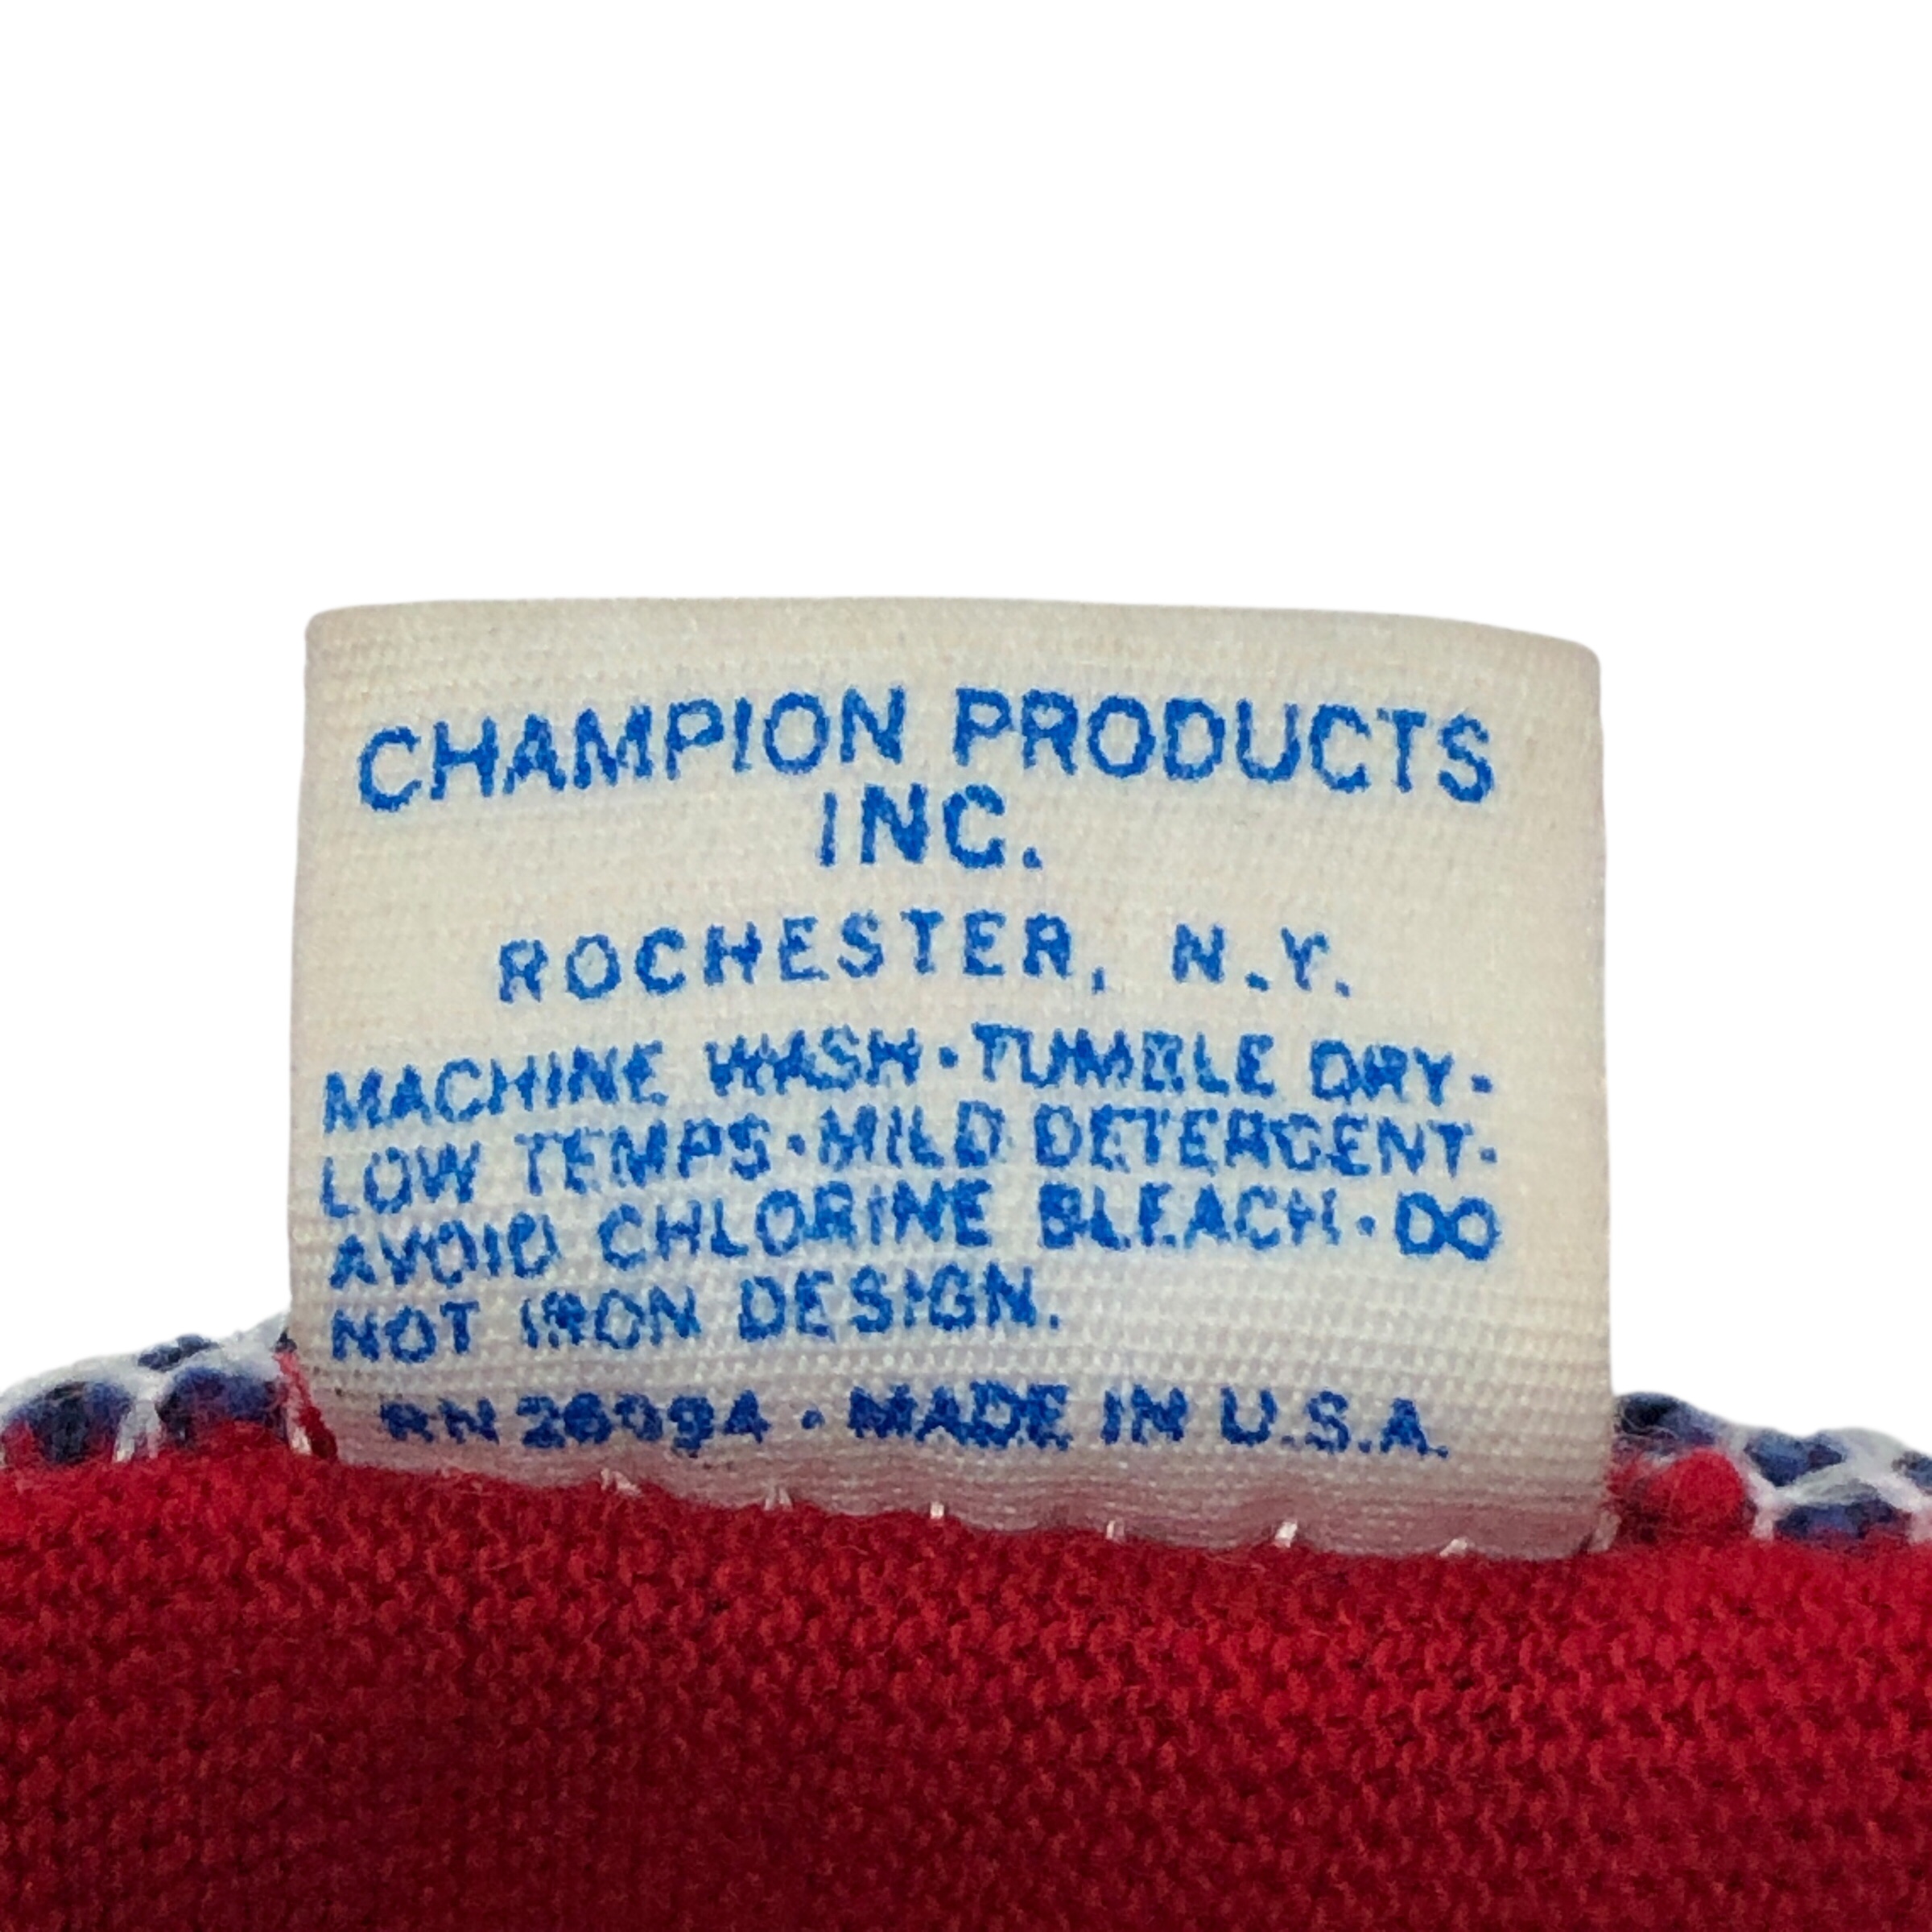 CHAMPION PRODUCTS
INC.
ROCHESTER, N.Y.
MACHINE WASH·TUMBLE DRY-
LOW TEMPS·MILD DETERGENT-
AVOID CHLORINE BLEACH·DO
NOT IRON DESIGN.
RN 26094 · MADE IN U.S.A.